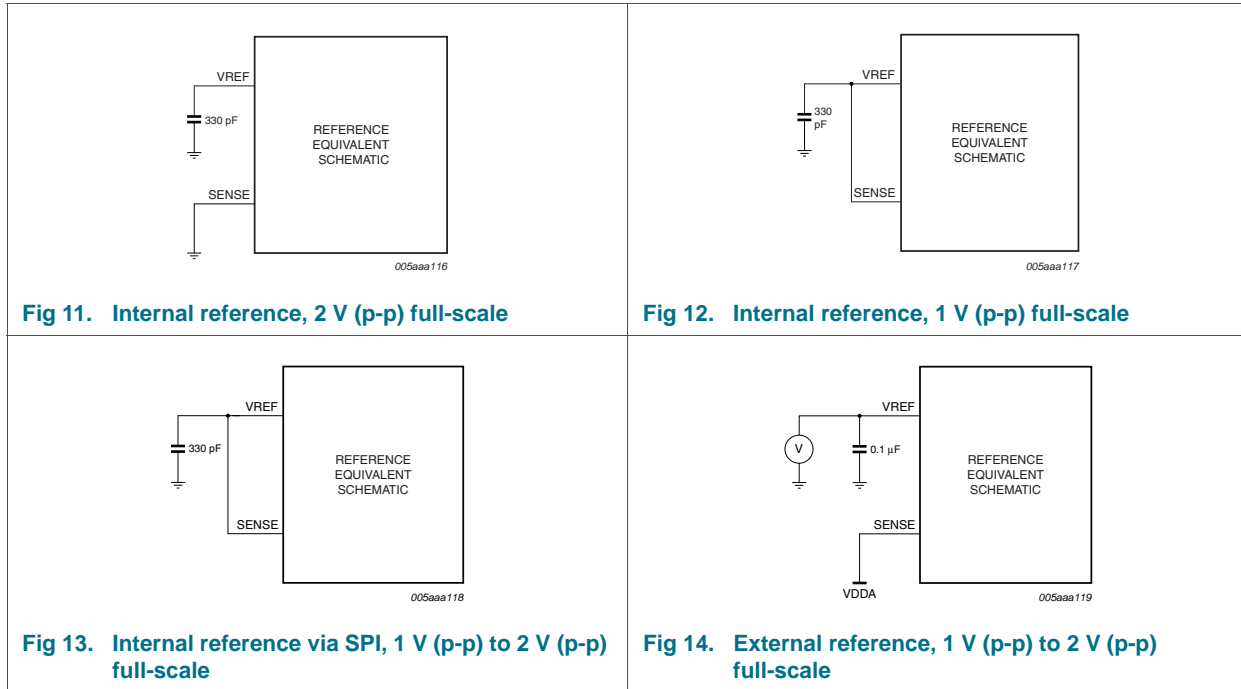 VREF
330 pF
REFERENCE
EQUIVALENT
SCHEMATIC
SENSE
005aaa116
Fig 11. Internal reference, 2 V (p-p) full-scale
VREF
330
pF
REFERENCE
EQUIVALENT
SCHEMATIC
SENSE
005aaa117
Fig 12. Internal reference, 1 V (p-p) full-scale
VREF
330 pF
REFERENCE
EQUIVALENT
SCHEMATIC
SENSE
005aaa118
Fig 13. Internal reference via SPI, 1 V (p-p) to 2 V (p-p)
full-scale
VREF
V
0.1 μF
REFERENCE
EQUIVALENT
SCHEMATIC
SENSE
VDDA
005aaa119
Fig 14. External reference, 1 V (p-p) to 2 V (p-p)
full-scale